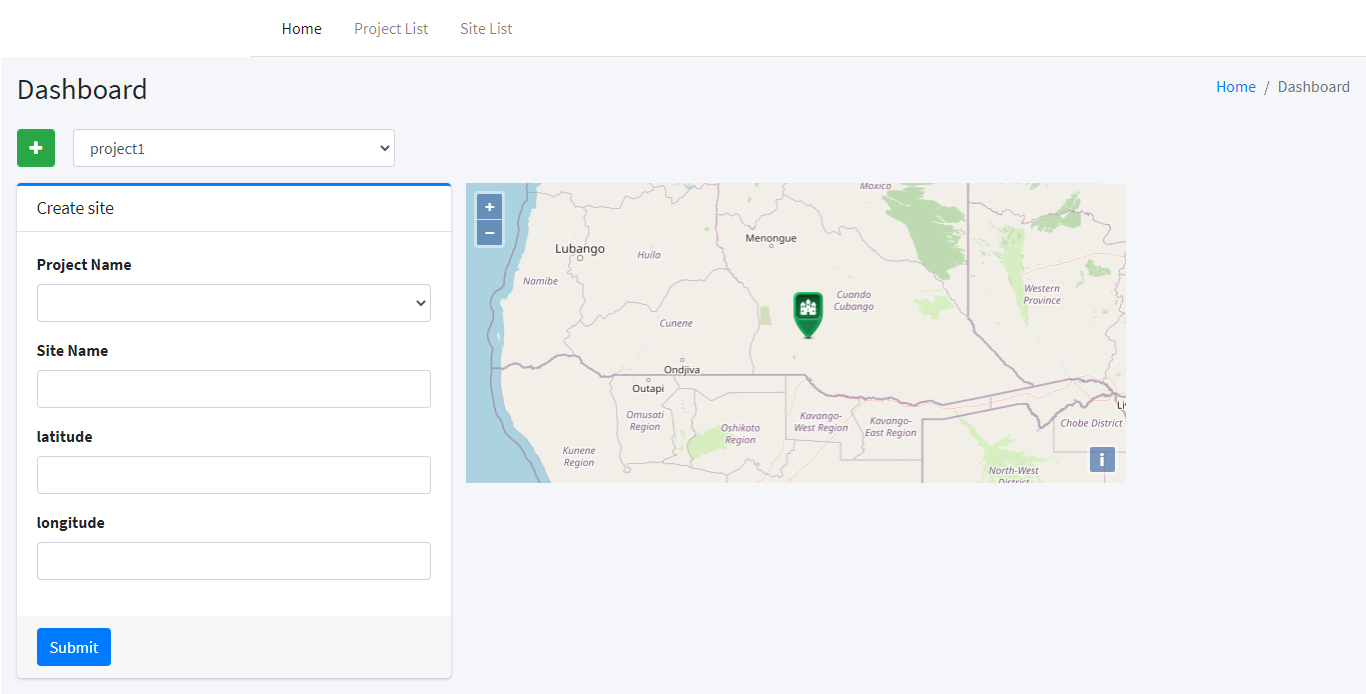 Home Project List Site List
Dashboard
Home / Dashboard
+ project1
Create site
Project Name
Site Name
latitude
longitude
Submit
+
−
Moxico
Menongue
Lubango
Huíla
Namibe
Cuando
Cubango
Western
Province
Cunene
Ondjiva
Outapi
Omusati
Region
Oshikoto
Region
Kavango-
West Region
Kavango-
East Region
Chobe District
Kunene
Region
North-West
District
i